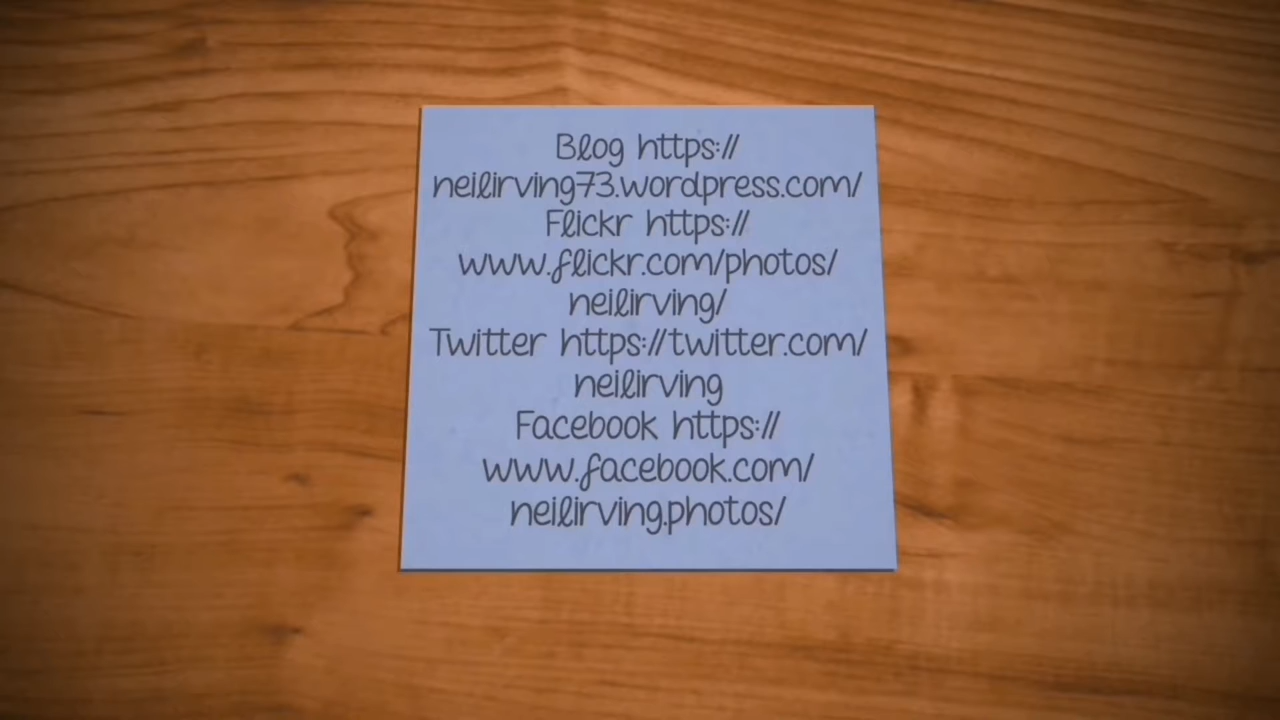 Blog https://
neilirving73.wordpress.com/
Flickr https://
www.flickr.com/photos/
neilirving/
Twitter https://twitter.com/
neilirving
Facebook https://
www.facebook.com/
neilirving.photos/